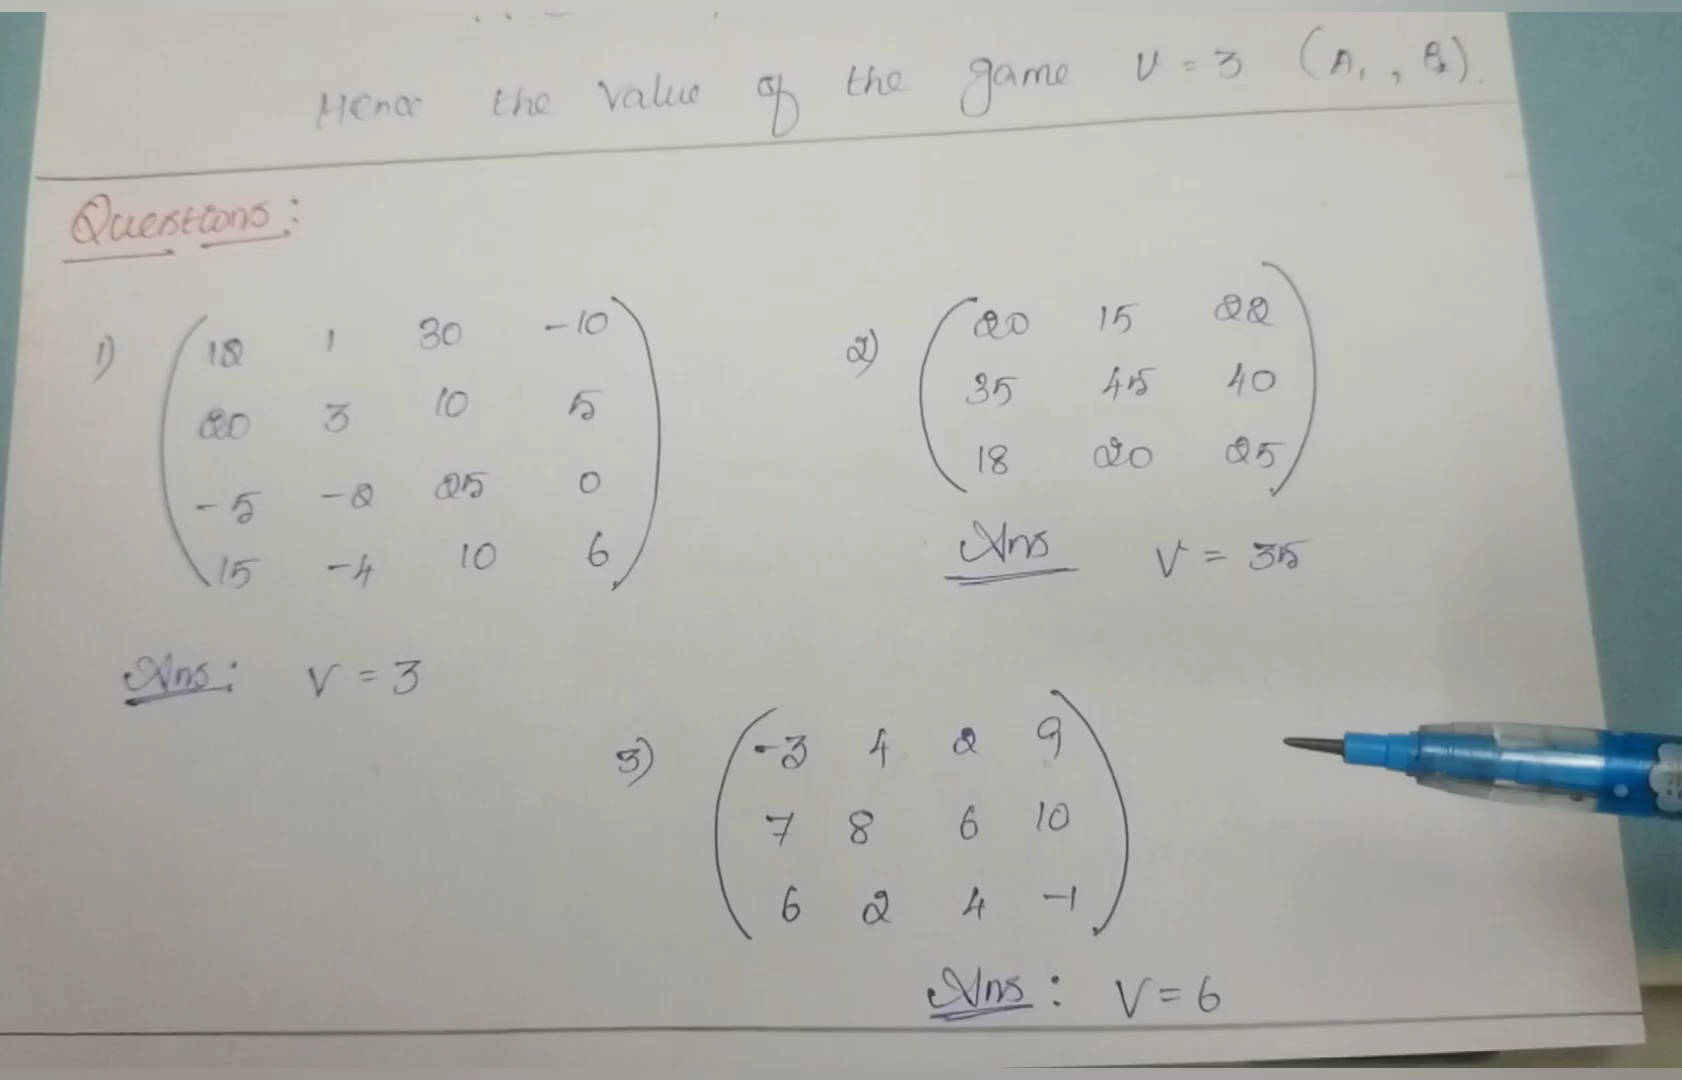 Hence the value of the game V = 3 (A₁, B₂).
Questions:
1)
12 1 30 -10
20 3 10 5
-5 -2 25 0
15 -4 10 6
Ans: V = 3
2)
20 15 22
35 45 40
18 20 25
Ans V = 35
3)
-3 4 2 9
7 8 6 10
6 2 4 -1
Ans: V = 6